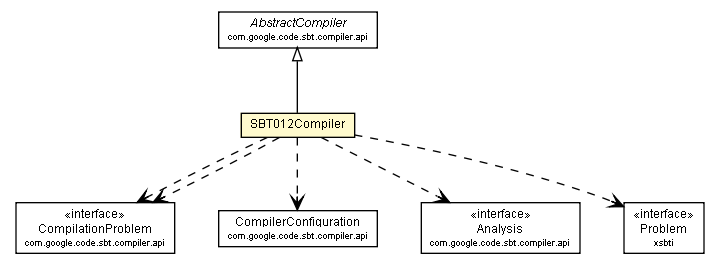 AbstractCompiler
com.google.code.sbt.compiler.api
SBT012Compiler
«interface»
CompilationProblem
com.google.code.sbt.compiler.api
CompilerConfiguration
com.google.code.sbt.compiler.api
«interface»
Analysis
com.google.code.sbt.compiler.api
«interface»
Problem
xsbti